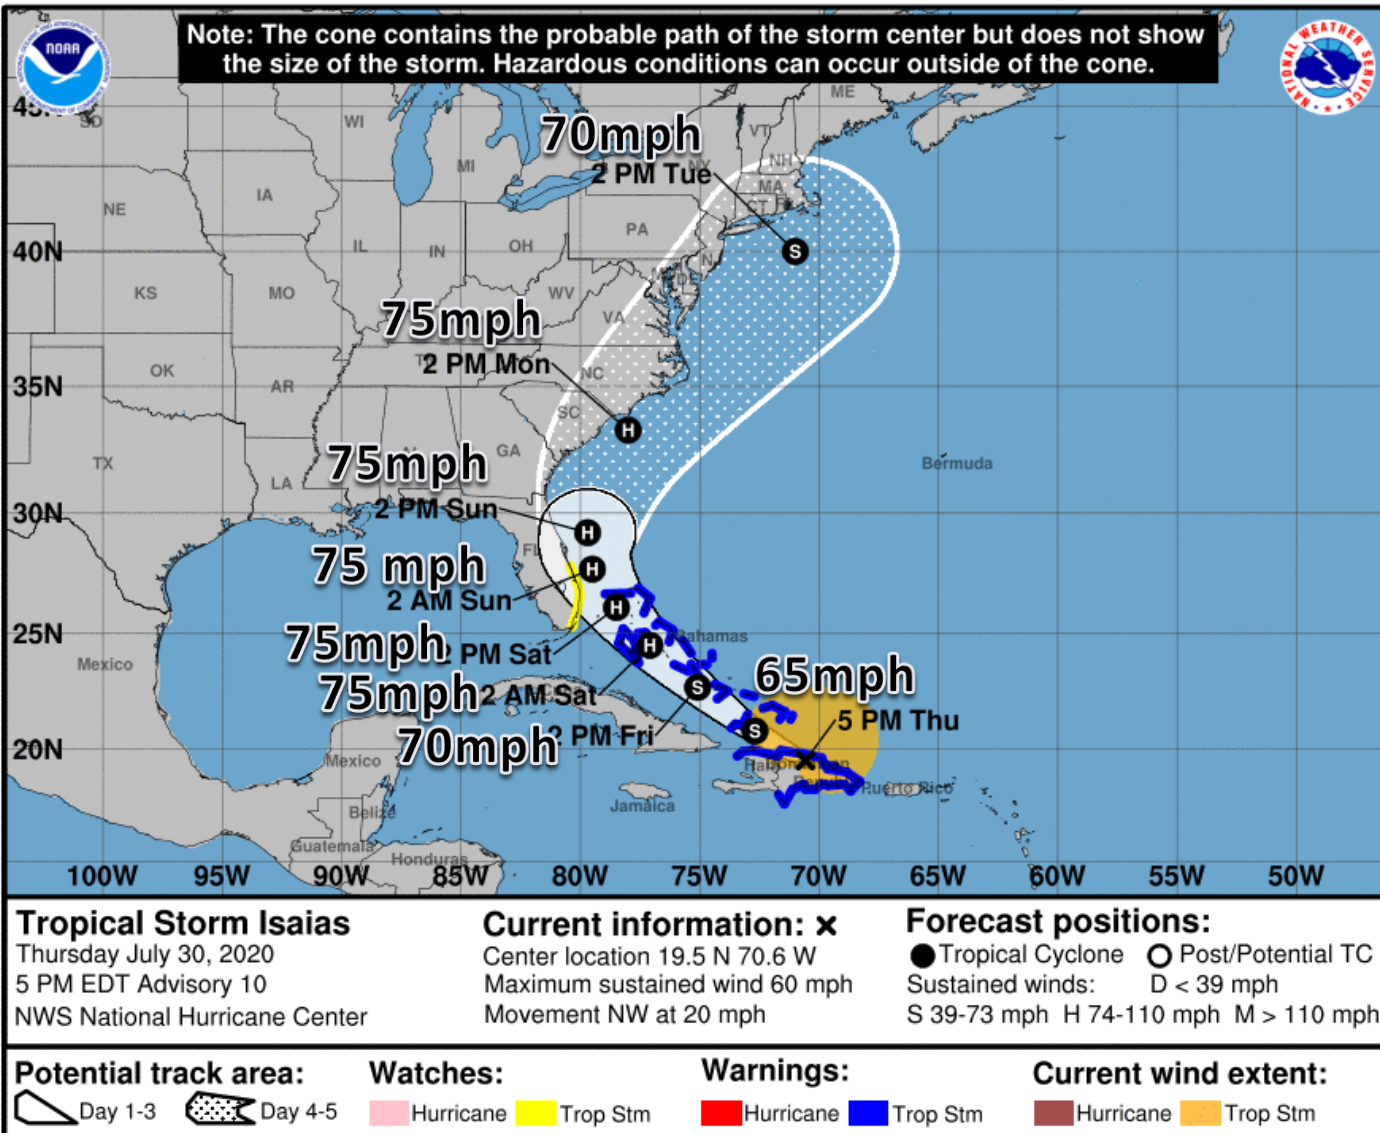 Note: The cone contains the probable path of the storm center but does not show
the size of the storm. Hazardous conditions can occur outside of the cone.
NOAA
NATIONAL WEATHER SERVICE
ME
45N
SD
WI
VT
70mph
NH
MI
NY
2 PM Tue
MA
IA
CT
NE
PA
40N
IL
IN
OH
KS
MO
WV
VA
75mph
2 PM Mon
OK
NC
35N
AR
SC
TX
GA
75mph
Bermuda
LA
2 PM Sun
30N
FL
75 mph
2 AM Sun
25N
Bahamas
75mph
2 PM Sat
Mexico
65mph
75mph
2 AM Sat
5 PM Thu
70mph
2 PM Fri
20N
Mexico
Puerto Rico
Jamaica
Belize
Guatemala
Honduras
100W 95W 90W 85W 80W 75W 70W 65W 60W 55W 50W
H
H
H
H
H
S
S
S
Tropical Storm Isaias
Thursday July 30, 2020
5 PM EDT Advisory 10
NWS National Hurricane Center
Current information: ×
Center location 19.5 N 70.6 W
Maximum sustained wind 60 mph
Movement NW at 20 mph
Forecast positions:
Tropical Cyclone Post/Potential TC
Sustained winds: D < 39 mph
S 39-73 mph H 74-110 mph M > 110 mph
Potential track area:
Day 1-3 Day 4-5
Watches:
Hurricane Trop Stm
Warnings:
Hurricane Trop Stm
Current wind extent:
Hurricane Trop Stm